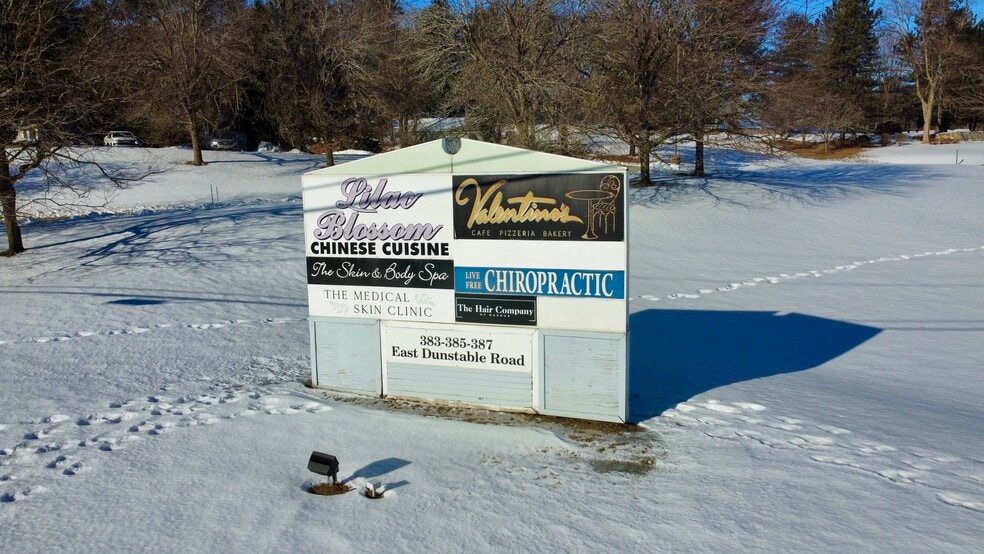 Lilac
Blossom
CHINESE CUISINE
Valentino's
CAFE PIZZERIA BAKERY
The Skin & Body Spa
LIVE
FREE CHIROPRACTIC
THE MEDICAL
SKIN CLINIC
The Hair Company
383-385-387
East Dunstable Road